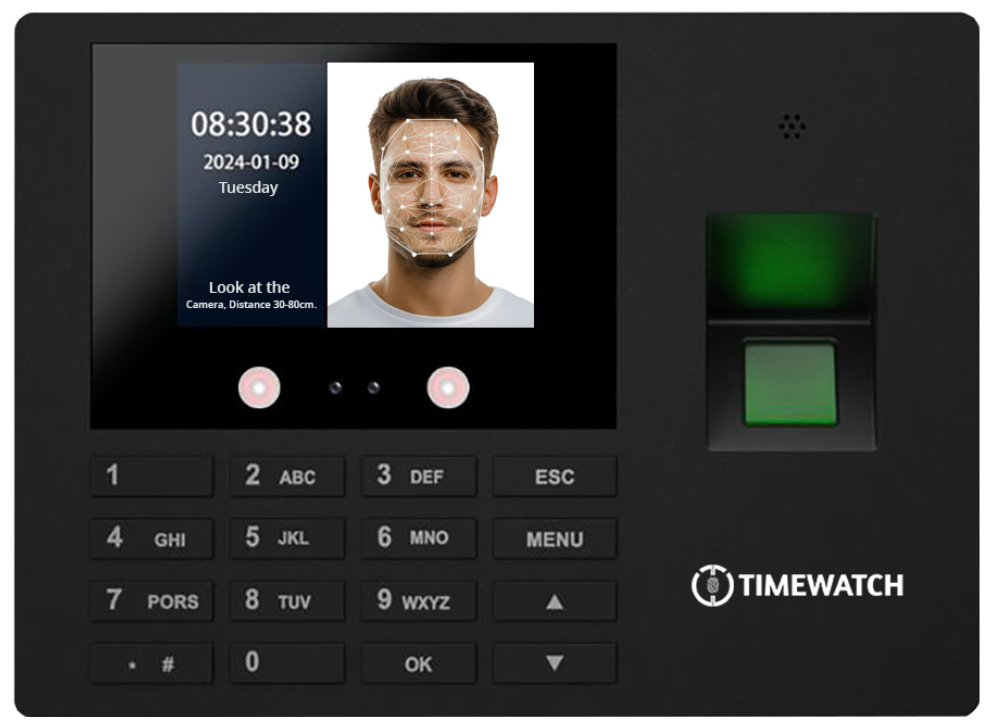 08:30:38
2024-01-09
Tuesday
Look at the
Camera, Distance 30-80cm.
1
2 ABC
3 DEF
ESC
4 GHI
5 JKL
6 MNO
MENU
7 PORS
8 TUV
9 WXYZ
▲
* #
0
OK
▼
TIMEWATCH